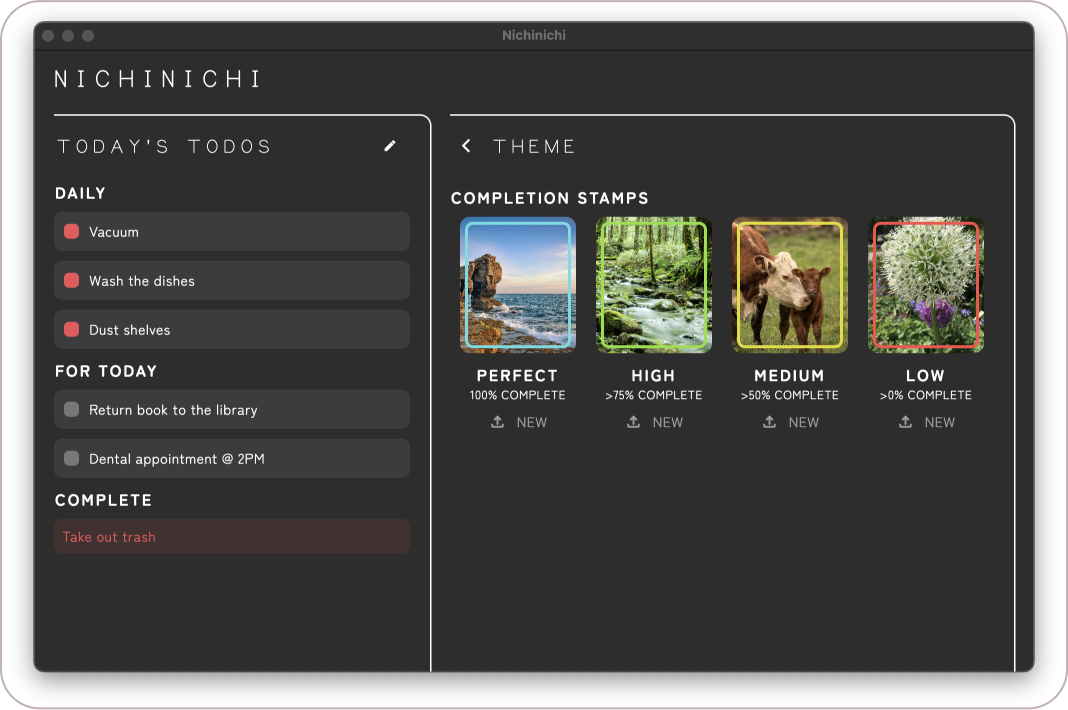 Nichinichi
NICHINICHI
TODAY'S TODOS
DAILY
Vacuum
Wash the dishes
Dust shelves
FOR TODAY
Return book to the library
Dental appointment @ 2PM
COMPLETE
Take out trash
THEME
COMPLETION STAMPS
PERFECT
100% COMPLETE
NEW
HIGH
>75% COMPLETE
NEW
MEDIUM
>50% COMPLETE
NEW
LOW
>0% COMPLETE
NEW